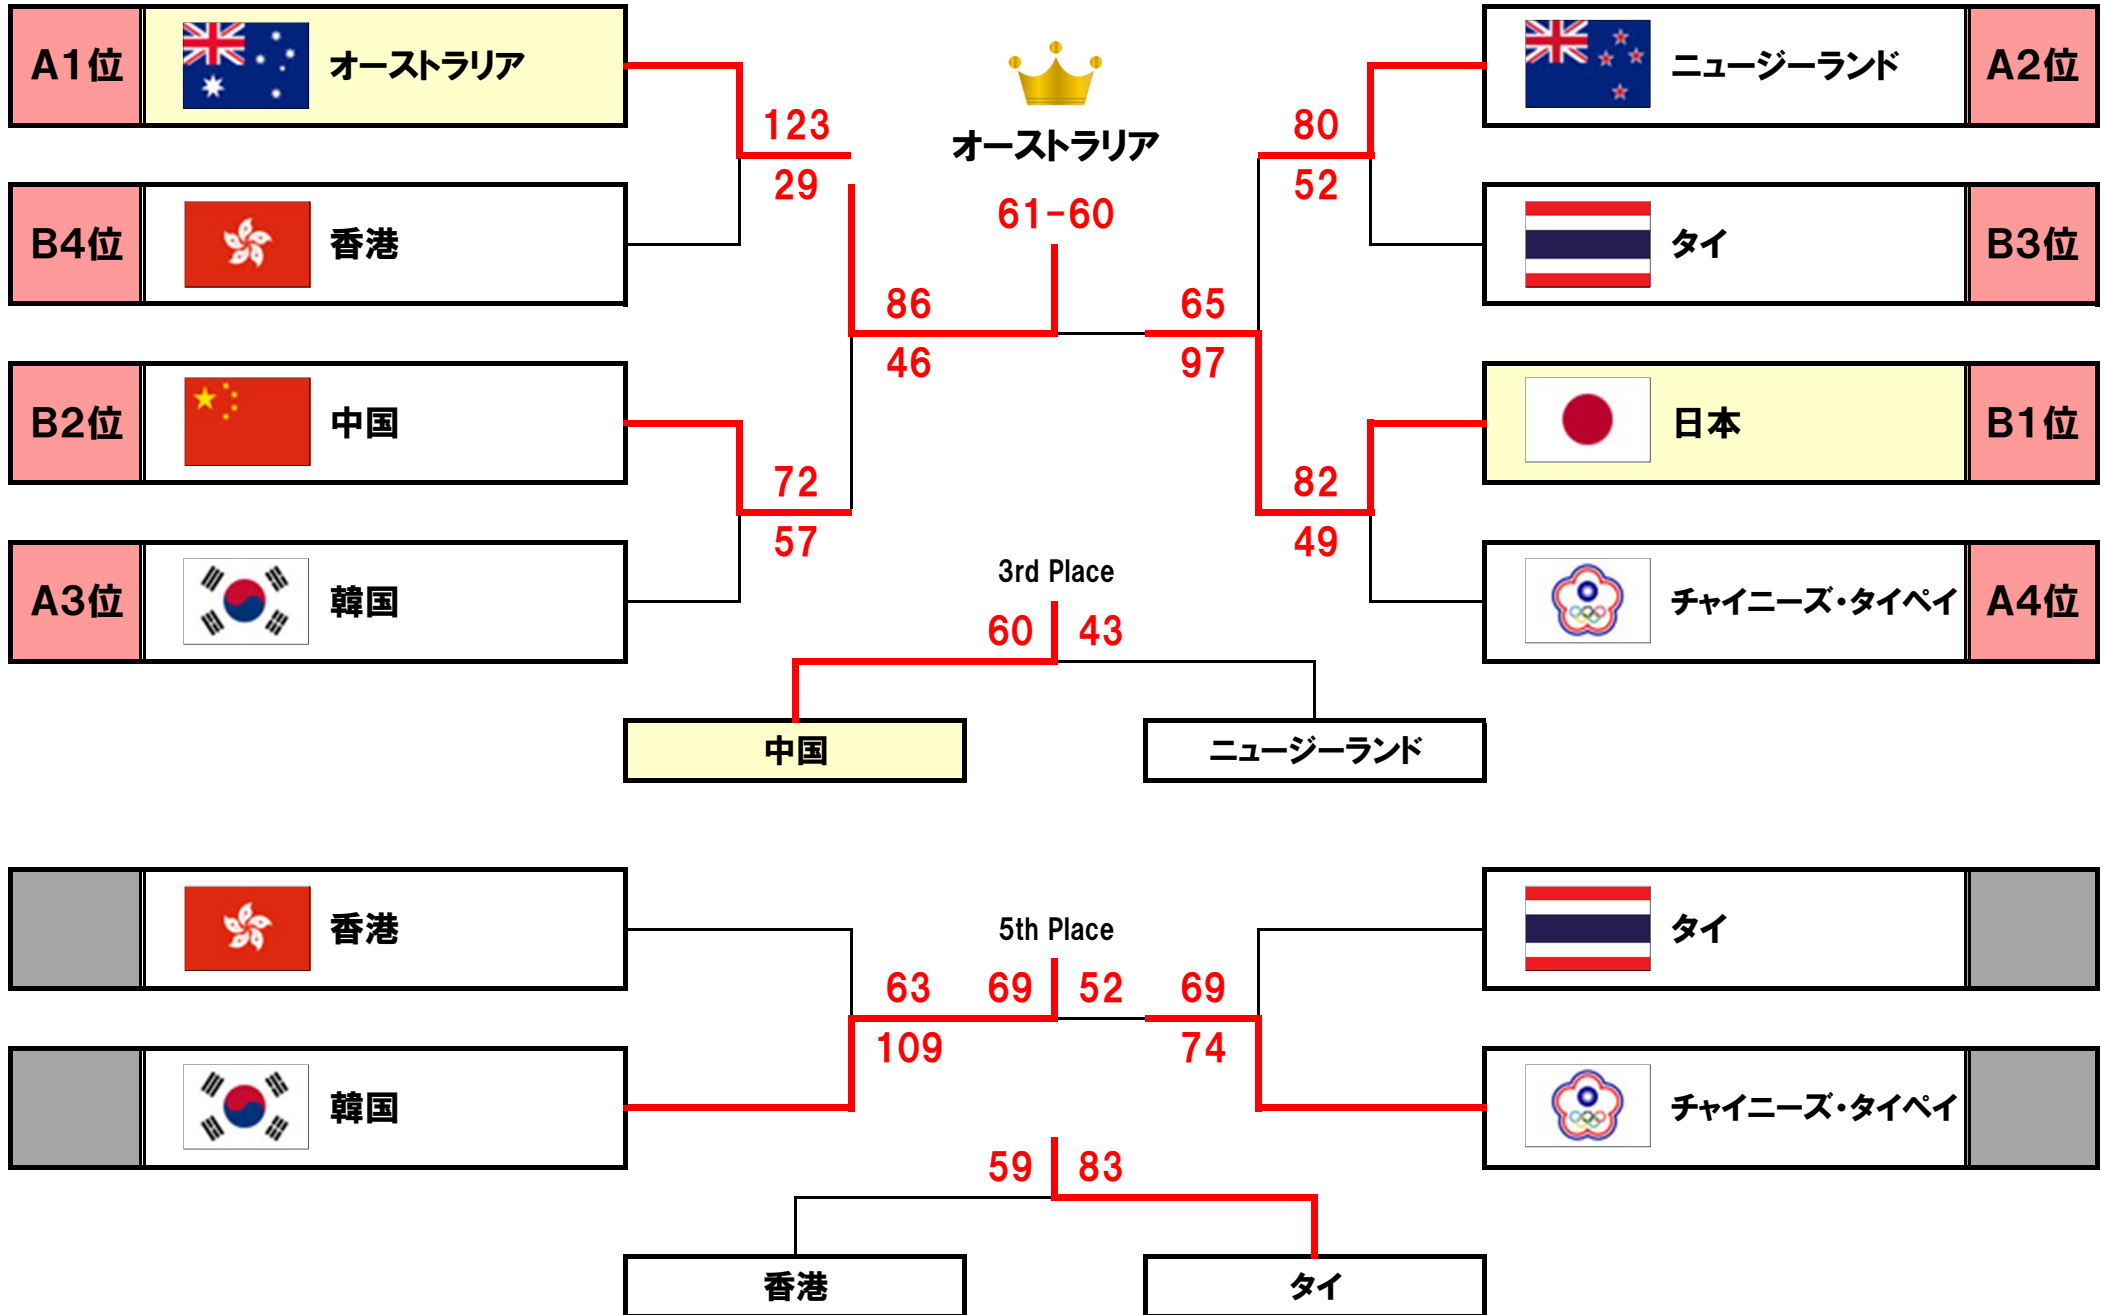 A1位 オーストラリア
ニュージーランド A2位
123
オーストラリア
80
29
52
B4位 香港
61-60
タイ B3位
86
65
46
97
B2位 中国
日本 B1位
72
82
57
49
A3位 韓国
3rd Place
チャイニーズ・タイペイ A4位
60 43
中国
ニュージーランド
香港
5th Place
タイ
63 69 52 69
109
74
韓国
チャイニーズ・タイペイ
59 83
香港
タイ